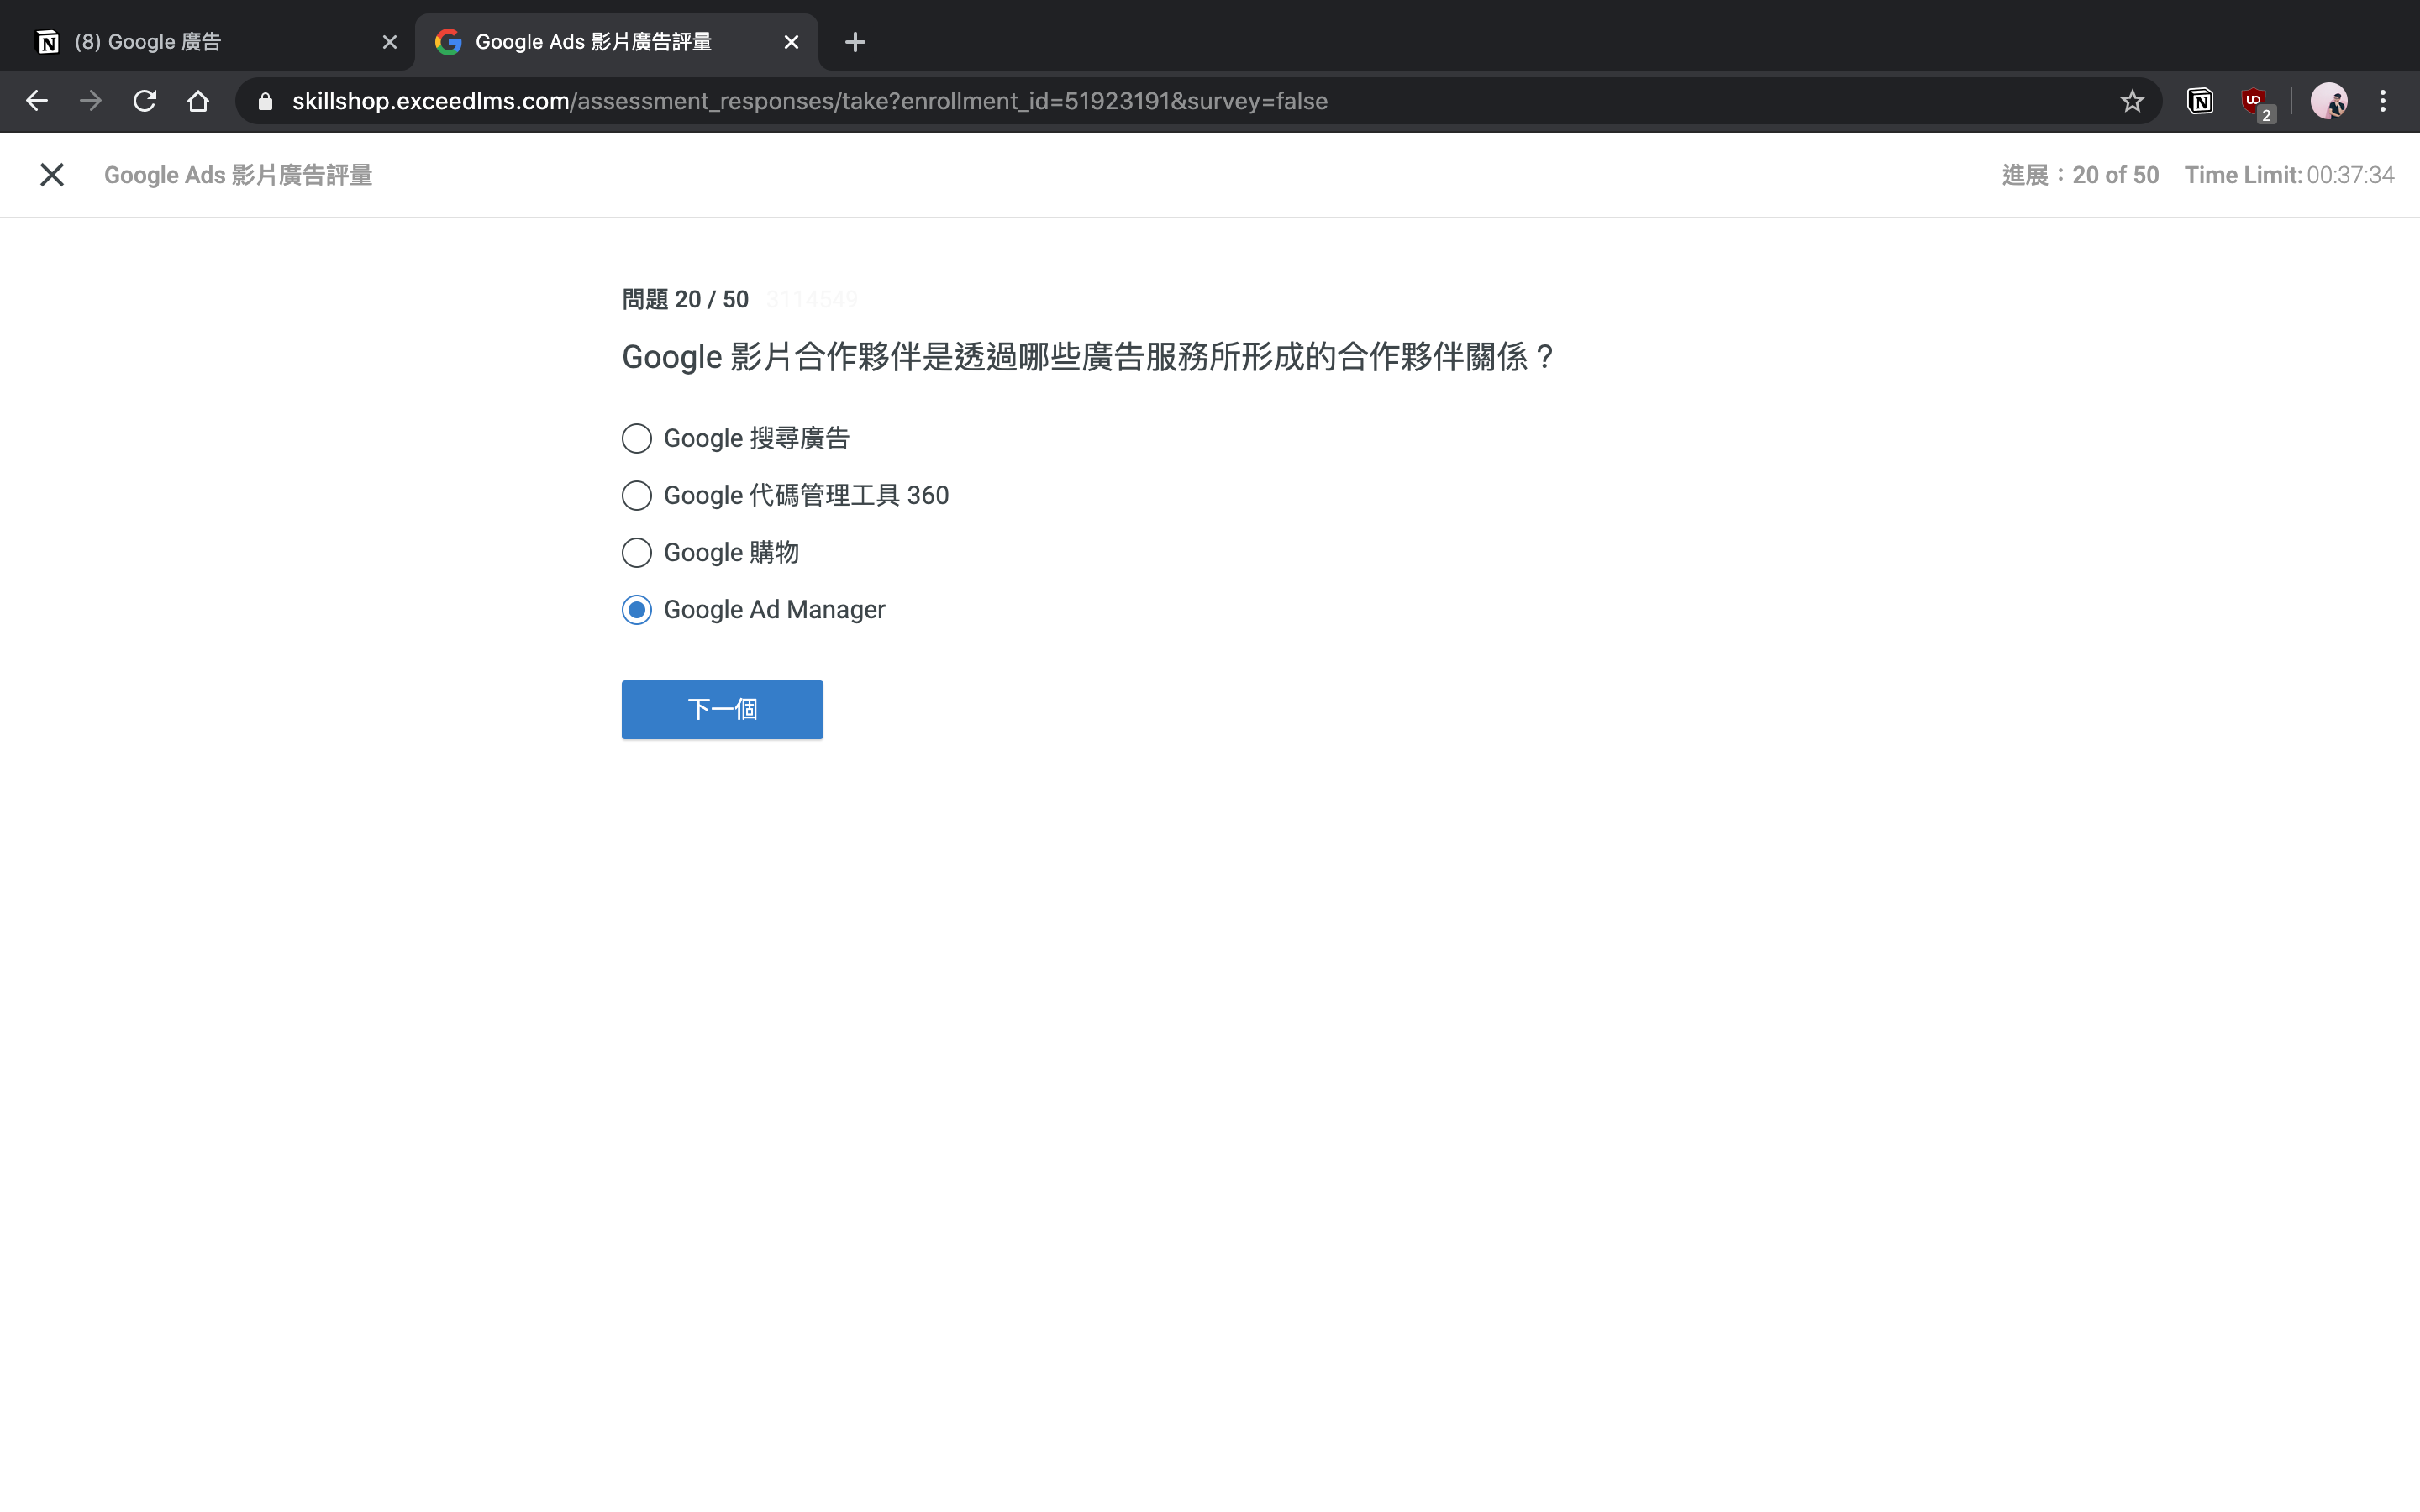 (8) Google 廣告
Google Ads 影片廣告評量
skillshop.exceedlms.com/assessment_responses/take?enrollment_id=51923191&survey=false
2
Google Ads 影片廣告評量
進展：20 of 50 Time Limit: 00:37:34
問題 20 / 50 3114549
Google 影片合作夥伴是透過哪些廣告服務所形成的合作夥伴關係？
Google 搜尋廣告
Google 代碼管理工具 360
Google 購物
Google Ad Manager
下一個